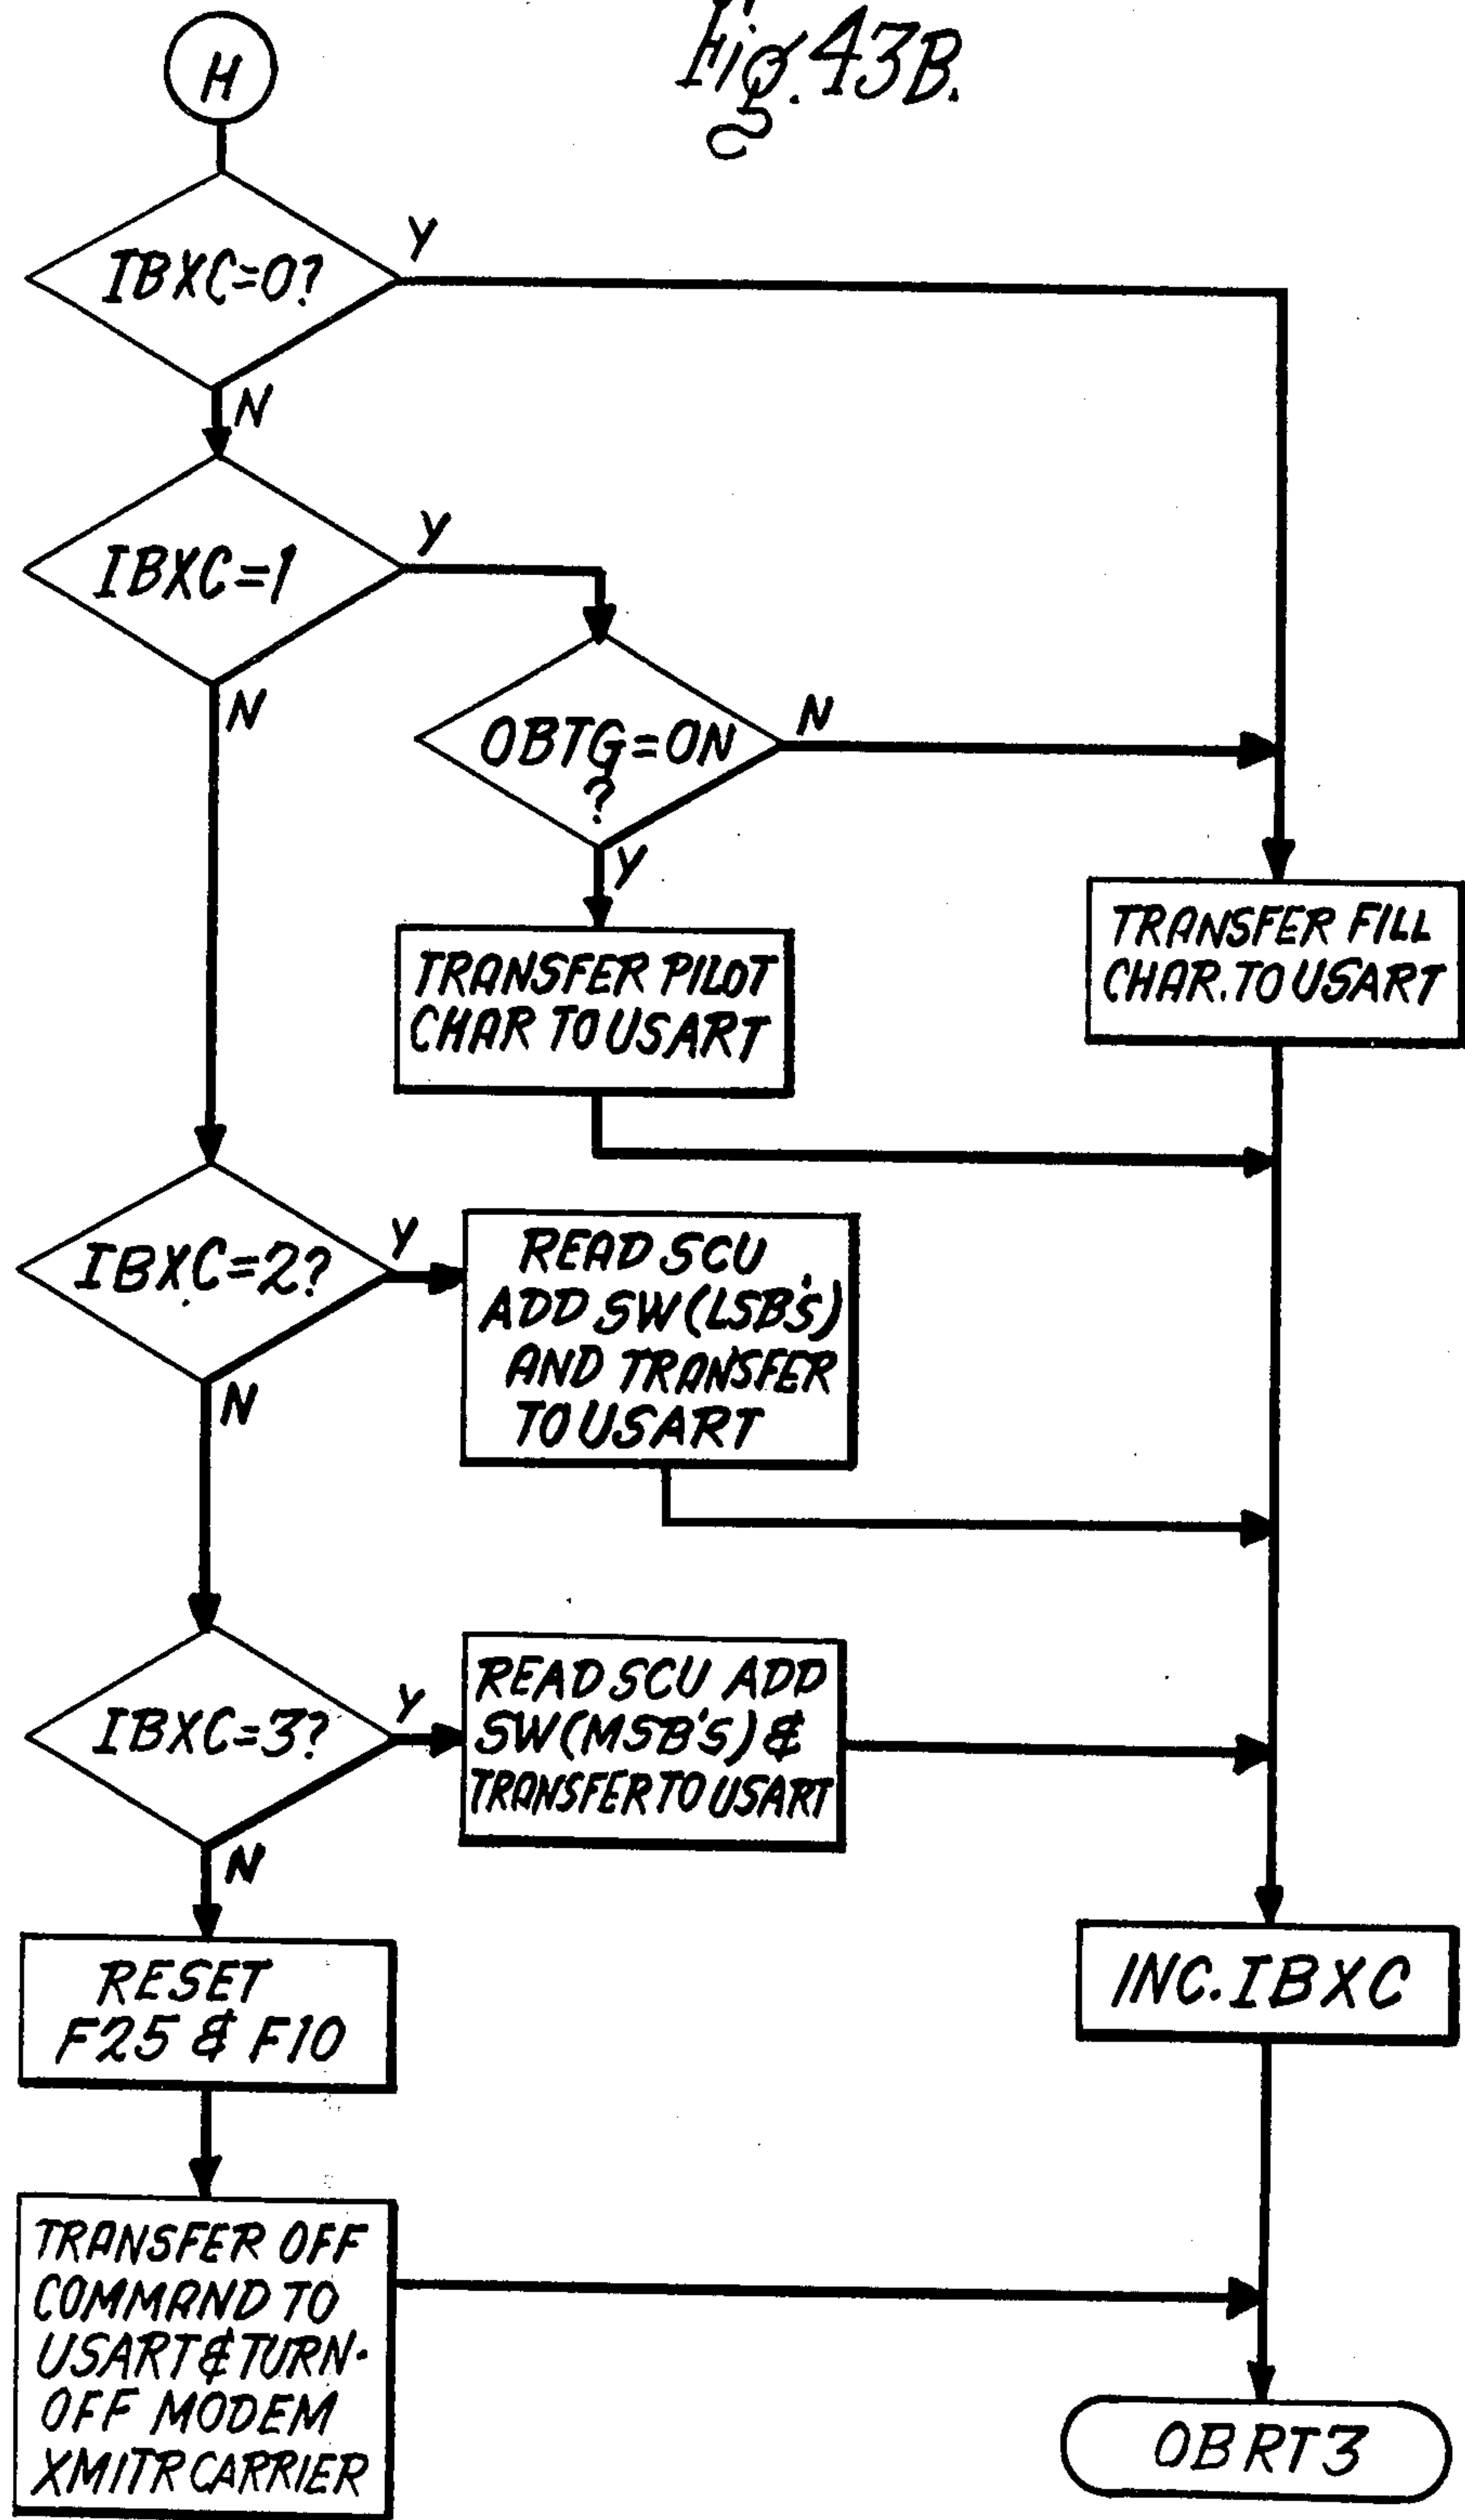 Fig. 43B.
H
IBXC=0?
Y
N
IBXC=1
Y
N
OBTG=ON
?
N
Y
TRANSFER PILOT
CHAR TO USART
TRANSFER FILL
CHAR. TO USART
IBXC=2?
Y
N
READ SCU
ADD SW (LSB'S)
AND TRANSFER
TO USART
IBXC=3?
Y
N
READ SCU ADD
SW (MSB'S) &
TRANSFER TO USART
RESET
F25 & F10
INC. IBXC
TRANSFER OFF
COMMAND TO
USART & TURN-
OFF MODEM
XMITR CARRIER
OBRT3